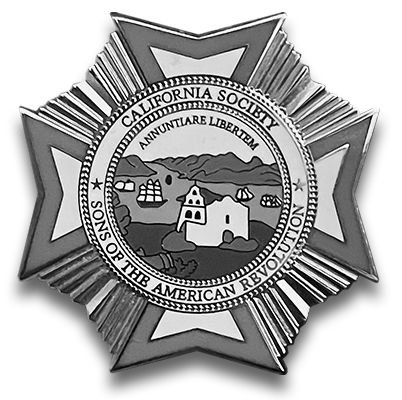 CALIFORNIA SOCIETY
ANNUNTIARE LIBERTEM
★ SONS OF THE AMERICAN REVOLUTION ★